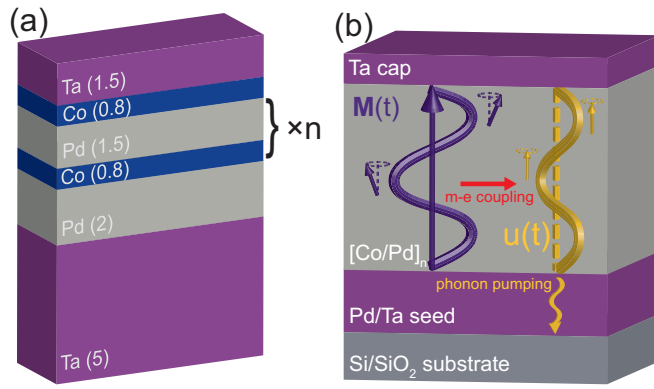 (a)
Ta (1.5)
Co (0.8)
Pd (1.5)
Co (0.8)
×n
Pd (2)
Ta (5)
(b)
Ta cap
M(t)
m-e coupling
u(t)
[Co/Pd]n
phonon pumping
Pd/Ta seed
Si/SiO₂ substrate